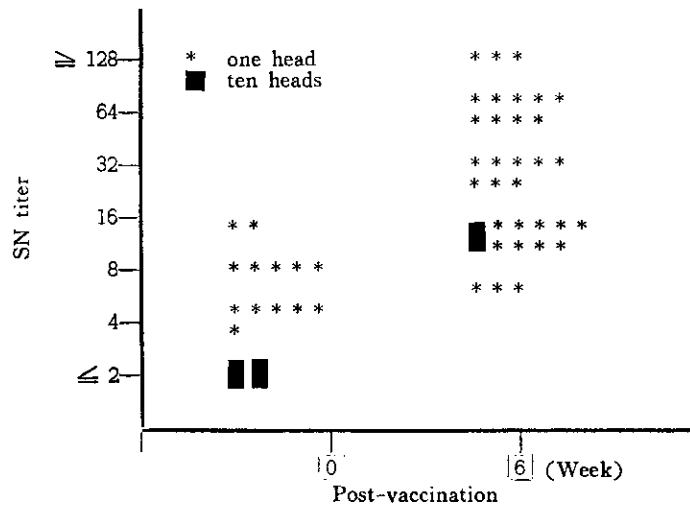 ≧ 128
* one head
■ ten heads
64
32
16
8
4
≦ 2
SN titer
0
6 (Week)
Post-vaccination